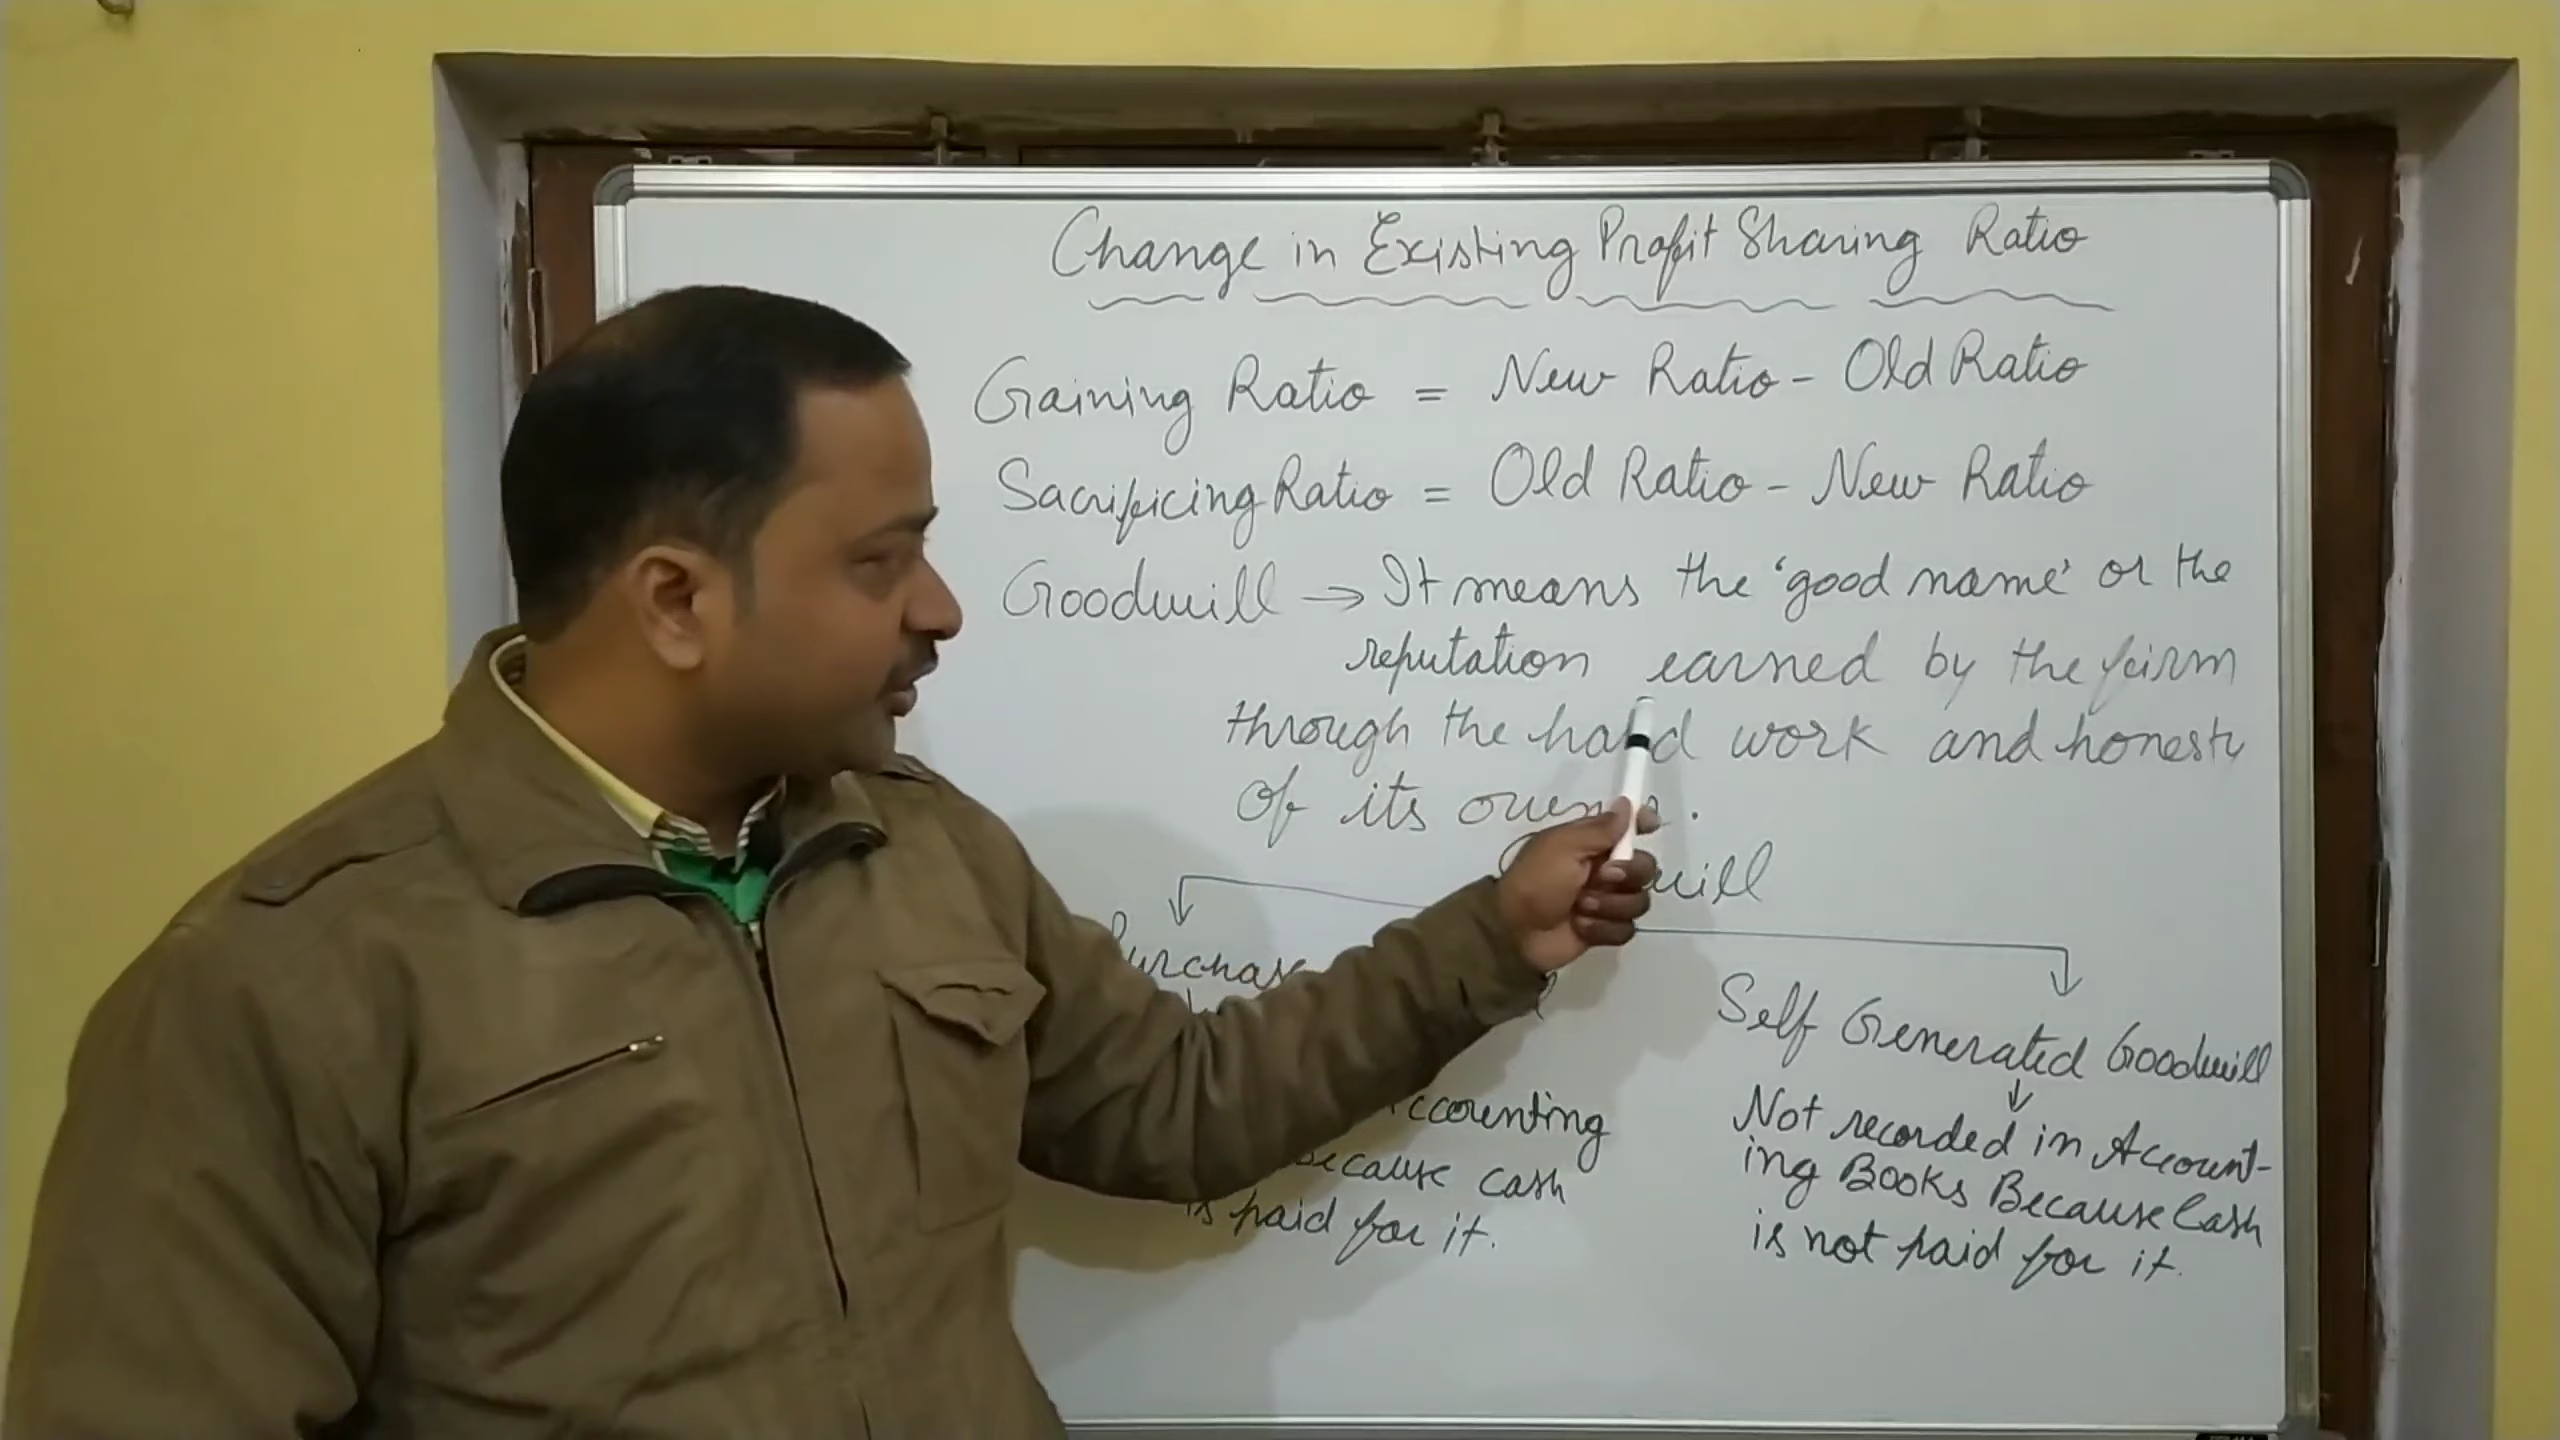 Change in Existing Profit Sharing Ratio
Gaining Ratio = New Ratio - Old Ratio
Sacrificing Ratio = Old Ratio - New Ratio
Goodwill → It means the 'good name' or the
reputation earned by the firm
through the hard work and honesty
of its
Self Generated Goodwill
Accounting
Because cash
is paid for it.
Not recorded in Account-
ing Books Because Cash
is not paid for it.